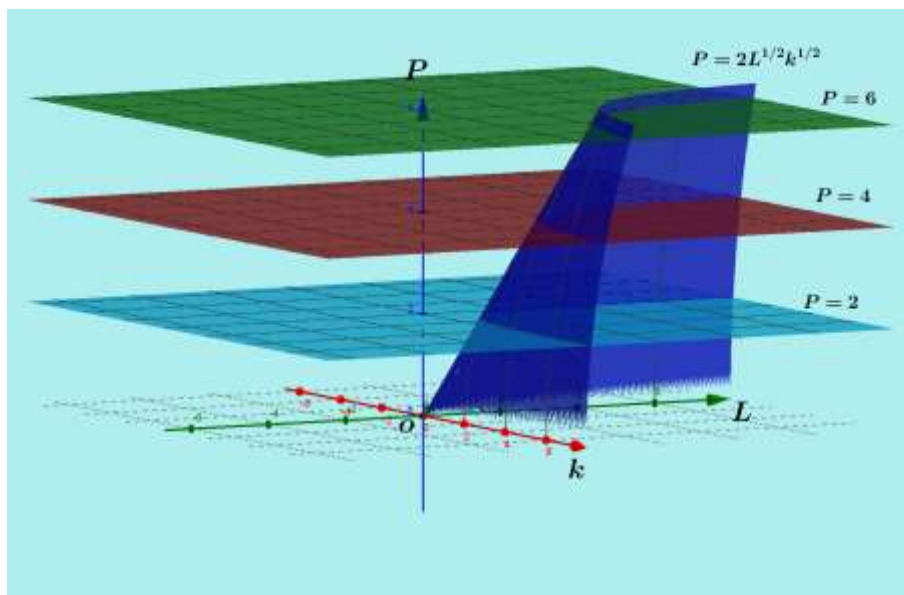 P = 2L^{1/2}k^{1/2}
P
P = 6
P = 4
P = 2
O
L
k